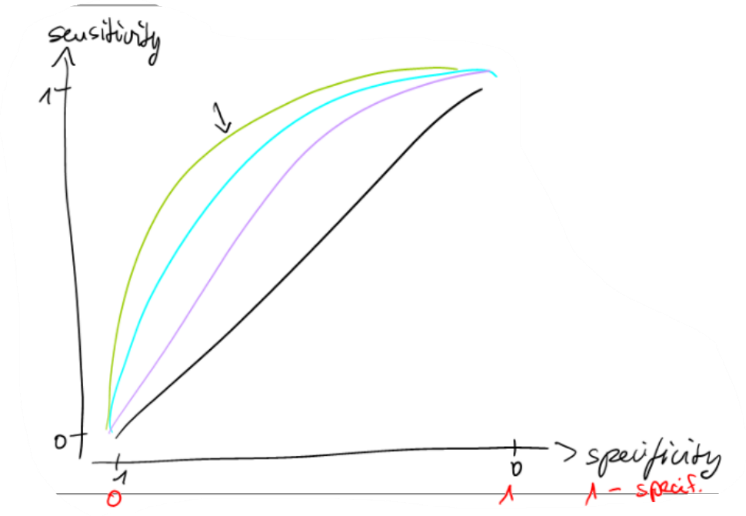 sensitivity
1
0
1 0 specificity
0 1 1 - specif.